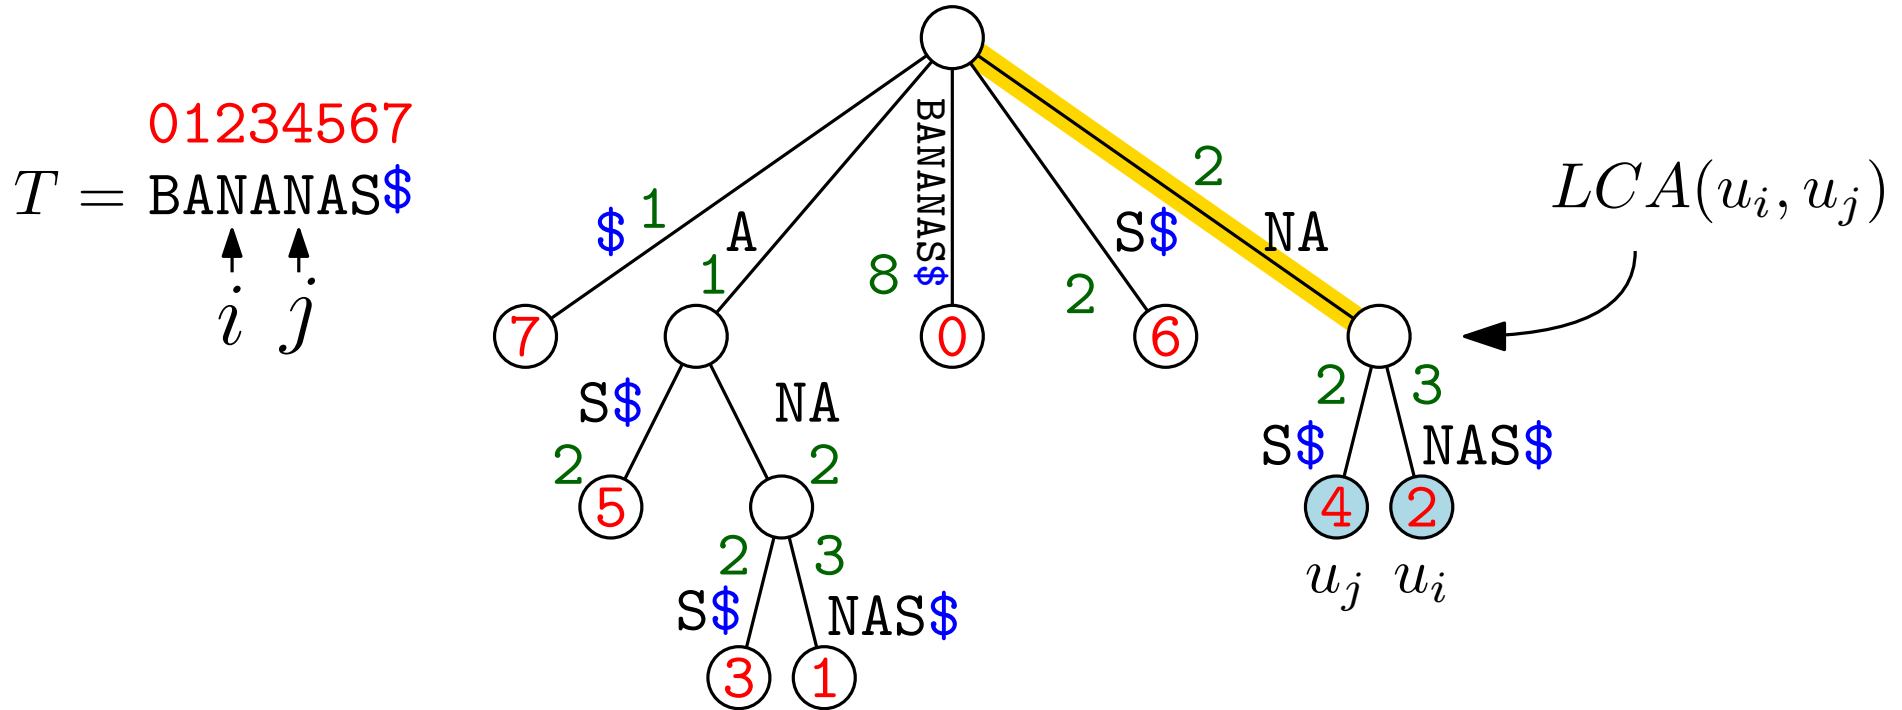 01234567
T = BANANAS$
i j
LCA(u_i, u_j)
BANANAS$
2
$ 1
A
1
8
S$
2
NA
7
0
6
S$
NA
2
3
2
5
2
S$
NAS$
4
2
2
3
u_j u_i
S$
NAS$
3
1